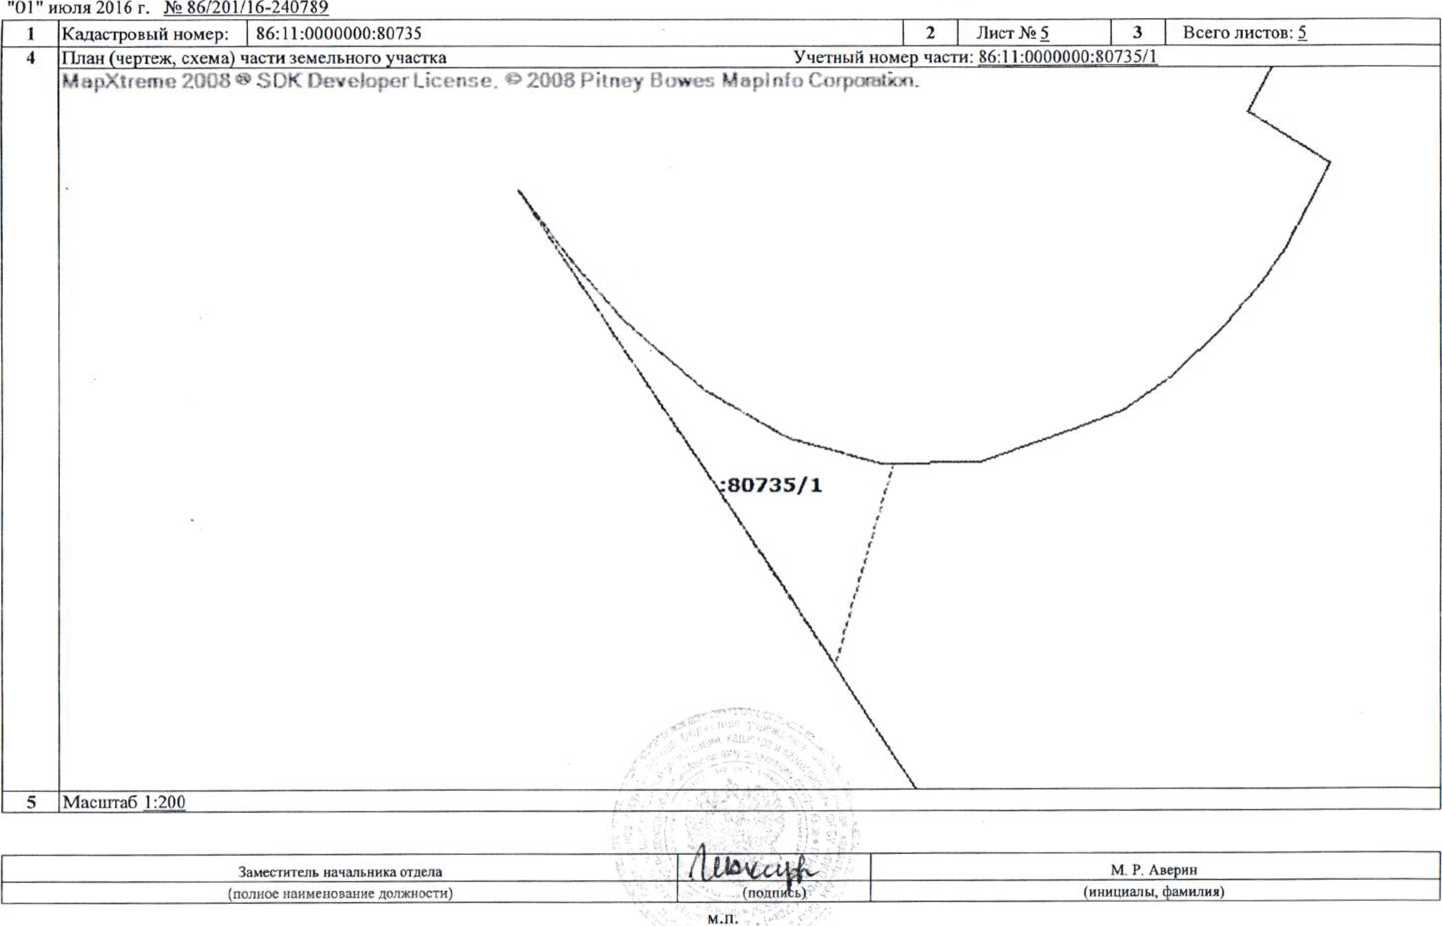 "01" июля 2016 г. № 86/201/16-240789
1 Кадастровый номер: 86:11:0000000:80735 2 Лист № 5 3 Всего листов: 5
4 План (чертеж, схема) части земельного участка Учетный номер части: 86:11:0000000:80735/1
MapXtreme 2008 ® SDK Developer License. © 2008 Pitney Bowes MapInfo Corporation.
:80735/1
5 Масштаб 1:200
Заместитель начальника отдела М. Р. Аверин
(полное наименование должности) (подпись) (инициалы, фамилия)
м.п.